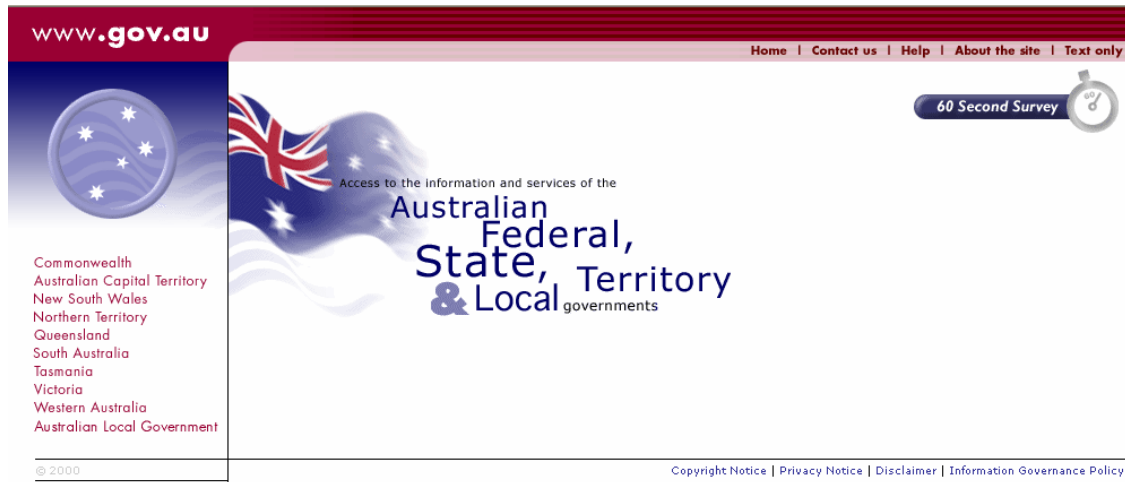 www.gov.au
Home | Contact us | Help | About the site | Text only
60 Second Survey
60
Access to the information and services of the
Australian
Federal,
State, Territory
& Local governments
Commonwealth
Australian Capital Territory
New South Wales
Northern Territory
Queensland
South Australia
Tasmania
Victoria
Western Australia
Australian Local Government
© 2000
Copyright Notice | Privacy Notice | Disclaimer | Information Governance Policy